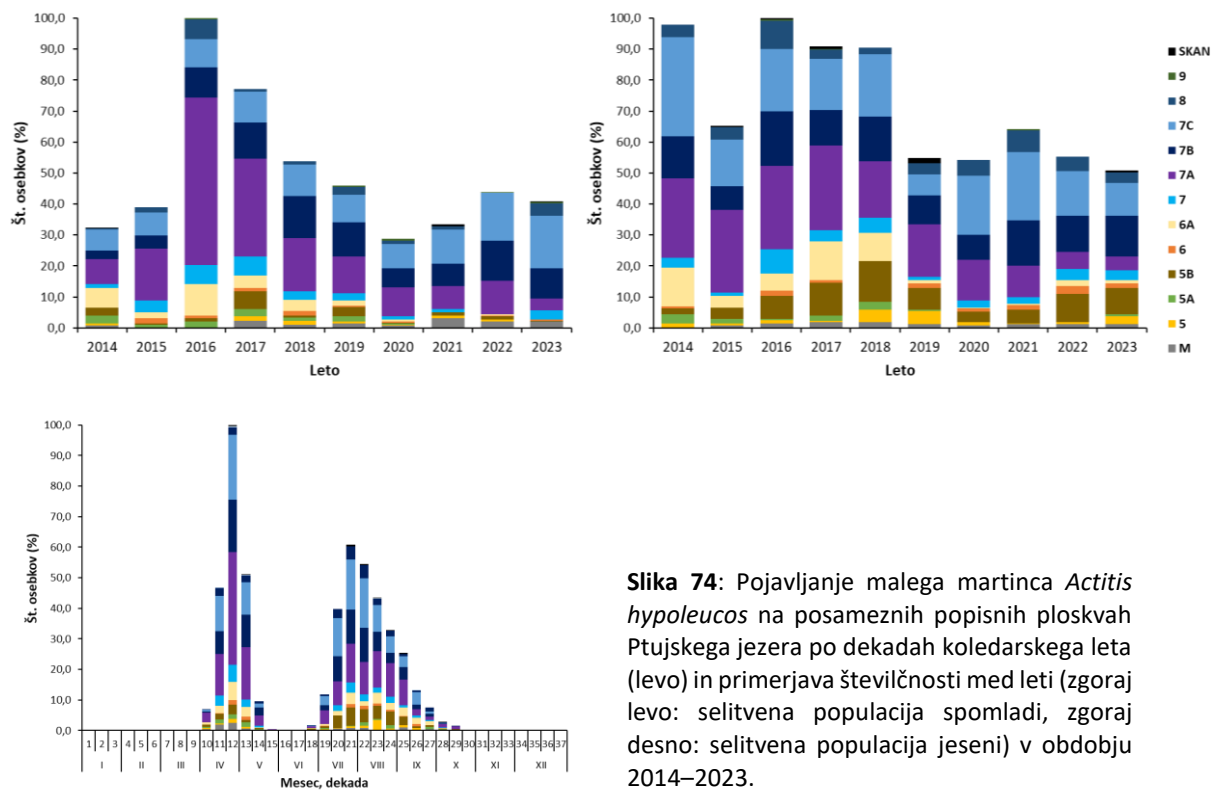 100,0
90,0
80,0
70,0
60,0
50,0
40,0
30,0
20,0
10,0
0,0
Št. osebkov (%)
2014 2015 2016 2017 2018 2019 2020 2021 2022 2023
Leto
100,0
90,0
80,0
70,0
60,0
50,0
40,0
30,0
20,0
10,0
0,0
Št. osebkov (%)
2014 2015 2016 2017 2018 2019 2020 2021 2022 2023
Leto
SKAN
9
8
7C
7B
7A
7
6A
6
5B
5A
5
M
100,0
90,0
80,0
70,0
60,0
50,0
40,0
30,0
20,0
10,0
0,0
Št. osebkov (%)
1 2 3 4 5 6 7 8 9 10 11 12 13 14 15 16 17 18 19 20 21 22 23 24 25 26 27 28 29 30 31 32 33 34 35 36 37
I II III IV V VI VII VIII IX X XI XII
Mesec, dekada
Slika 74: Pojavljanje malega martinca Actitis
hypoleucos na posameznih popisnih ploskvah
Ptujskega jezera po dekadah koledarskega leta
(levo) in primerjava številčnosti med leti (zgoraj
levo: selitvena populacija spomladi, zgoraj
desno: selitvena populacija jeseni) v obdobju
2014–2023.